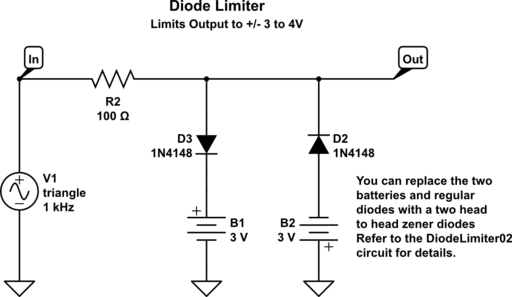 Diode Limiter
Limits Output to +/- 3 to 4V
In
Out
R2
100 Ω
D3
1N4148
D2
1N4148
V1
triangle
1 kHz
+
B1
3 V
B2
3 V
+
You can replace the two
batteries and regular
diodes with a two head
to head zener diodes
Refer to the DiodeLimiter02
circuit for details.